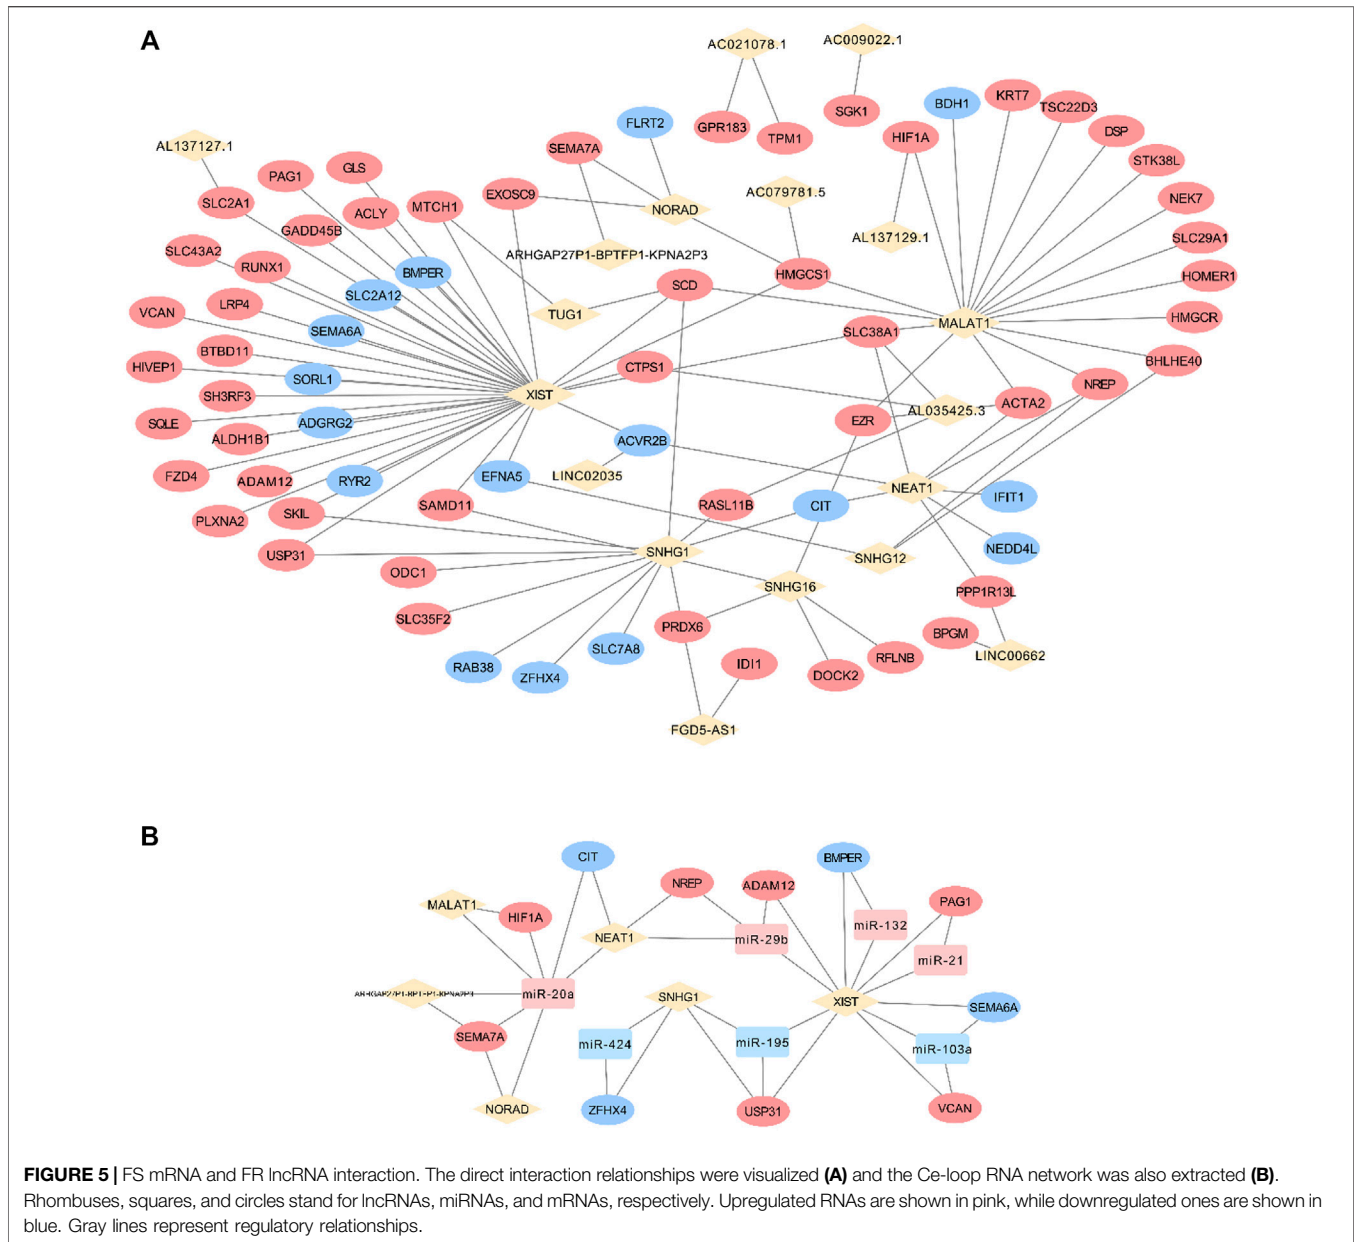 A
AC021078.1
AC009022.1
GPR183
TPM1
SGK1
BDH1
KRT7
TSC22D3
HIF1A
DSP
STK38L
NEK7
SLC29A1
HOMER1
HMGCR
BHLHE40
FLRT2
SEMA7A
EXOSC9
NORAD
AC079781.5
AL137129.1
ARHGAP27P1-BPTFP1-KPNA2P3
HMGCS1
AL137127.1
PAG1
GLS
SLC2A1
ACLY
MTCH1
GADD45B
SLC43A2
RUNX1
BMPER
SLC2A12
SCD
TUG1
VCAN
LRP4
SEMA6A
SLC38A1
MALAT1
BTBD11
HIVEP1
SORL1
CTPS1
NREP
SH3RF3
XIST
AL035425.3
ACTA2
SQLE
ADGRG2
EZR
ALDH1B1
ACVR2B
FZD4
ADAM12
RYR2
EFNA5
LINC02035
NEAT1
IFIT1
PLXNA2
SKIL
SAMD11
RASL11B
CIT
USP31
SNHG1
SNHG12
NEDD4L
ODC1
SNHG16
PPP1R13L
SLC35F2
PRDX6
BPGM
SLC7A8
RFLNB
LINC00662
RAB38
ZFHX4
IDI1
DOCK2
FGD5-AS1
B
CIT
BMPER
NREP
ADAM12
PAG1
MALAT1
HIF1A
NEAT1
miR-29b
miR-132
miR-21
ARHGAP27P1-BPTFP1-KPNA2P3
miR-20a
SNHG1
XIST
SEMA6A
SEMA7A
miR-424
miR-195
miR-103a
NORAD
ZFHX4
USP31
VCAN
FIGURE 5 | FS mRNA and FR lncRNA interaction. The direct interaction relationships were visualized (A) and the Ce-loop RNA network was also extracted (B).
Rhombuses, squares, and circles stand for lncRNAs, miRNAs, and mRNAs, respectively. Upregulated RNAs are shown in pink, while downregulated ones are shown in
blue. Gray lines represent regulatory relationships.